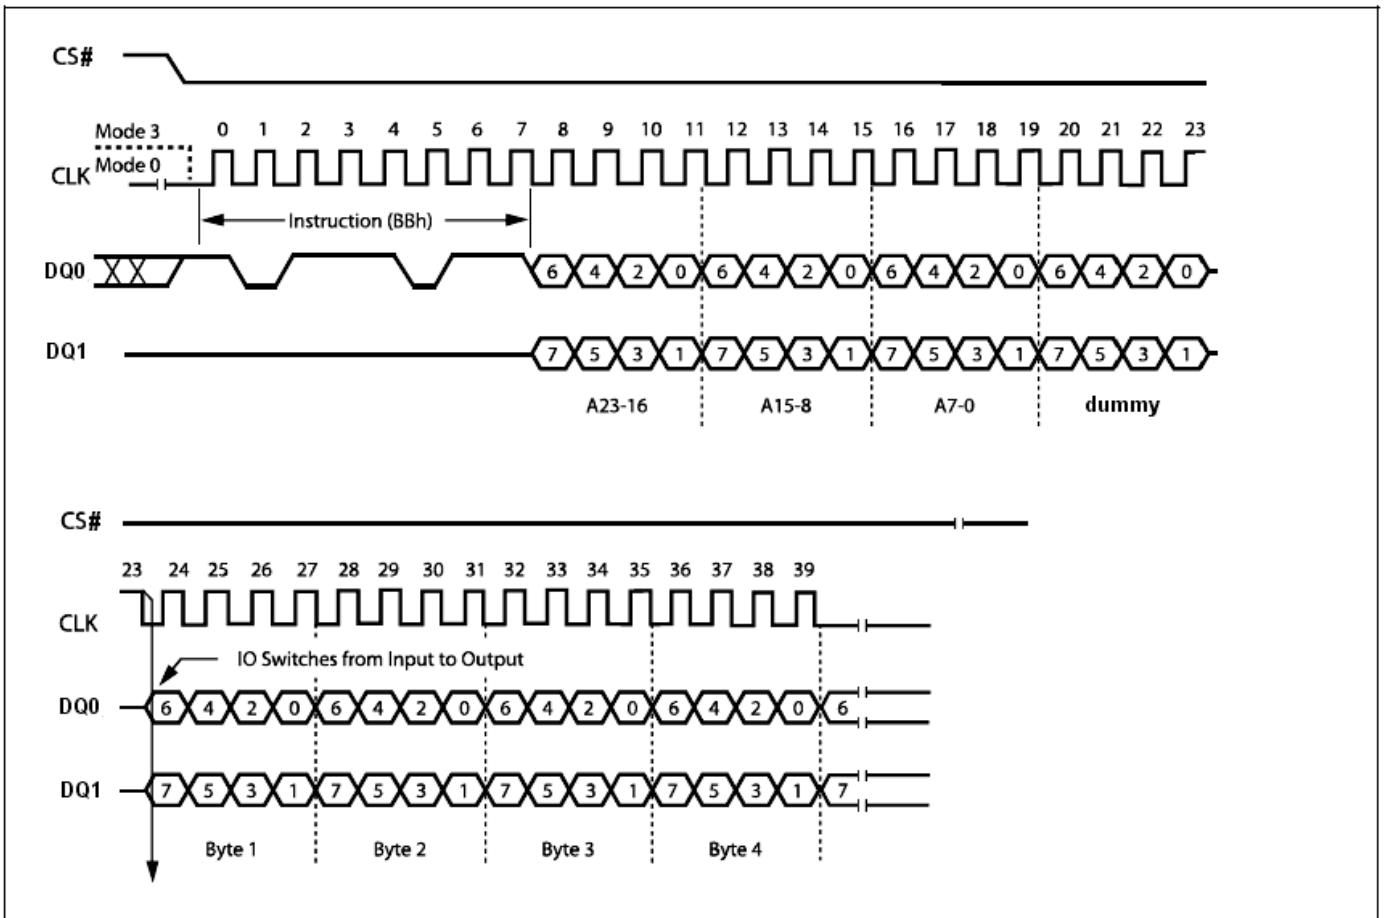 CS#
Mode 3
0 1 2 3 4 5 6 7 8 9 10 11 12 13 14 15 16 17 18 19 20 21 22 23
Mode 0
CLK
Instruction (BBh)
DQ0 6 4 2 0 6 4 2 0 6 4 2 0 6 4 2 0
DQ1 7 5 3 1 7 5 3 1 7 5 3 1 7 5 3 1
A23-16 A15-8 A7-0 dummy
CS#
23 24 25 26 27 28 29 30 31 32 33 34 35 36 37 38 39
CLK
IO Switches from Input to Output
DQ0 6 4 2 0 6 4 2 0 6 4 2 0 6 4 2 0 6
DQ1 7 5 3 1 7 5 3 1 7 5 3 1 7 5 3 1 7
Byte 1 Byte 2 Byte 3 Byte 4